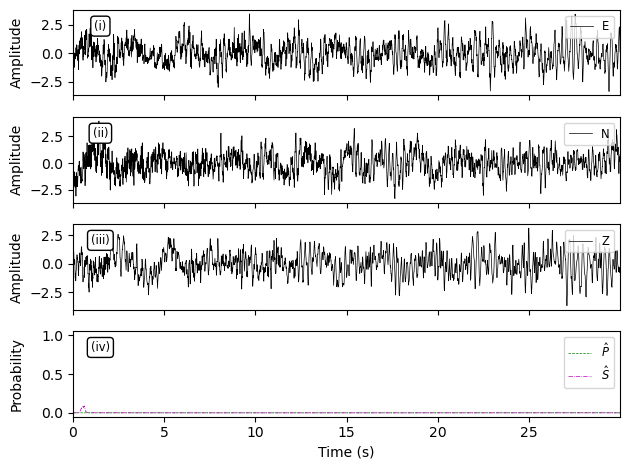 (i)
E
Amplitude
2.5
0.0
−2.5
(ii)
N
Amplitude
2.5
0.0
−2.5
(iii)
Z
Amplitude
2.5
0.0
−2.5
(iv)
P̂
Ŝ
Probability
1.0
0.5
0.0
0 5 10 15 20 25
Time (s)